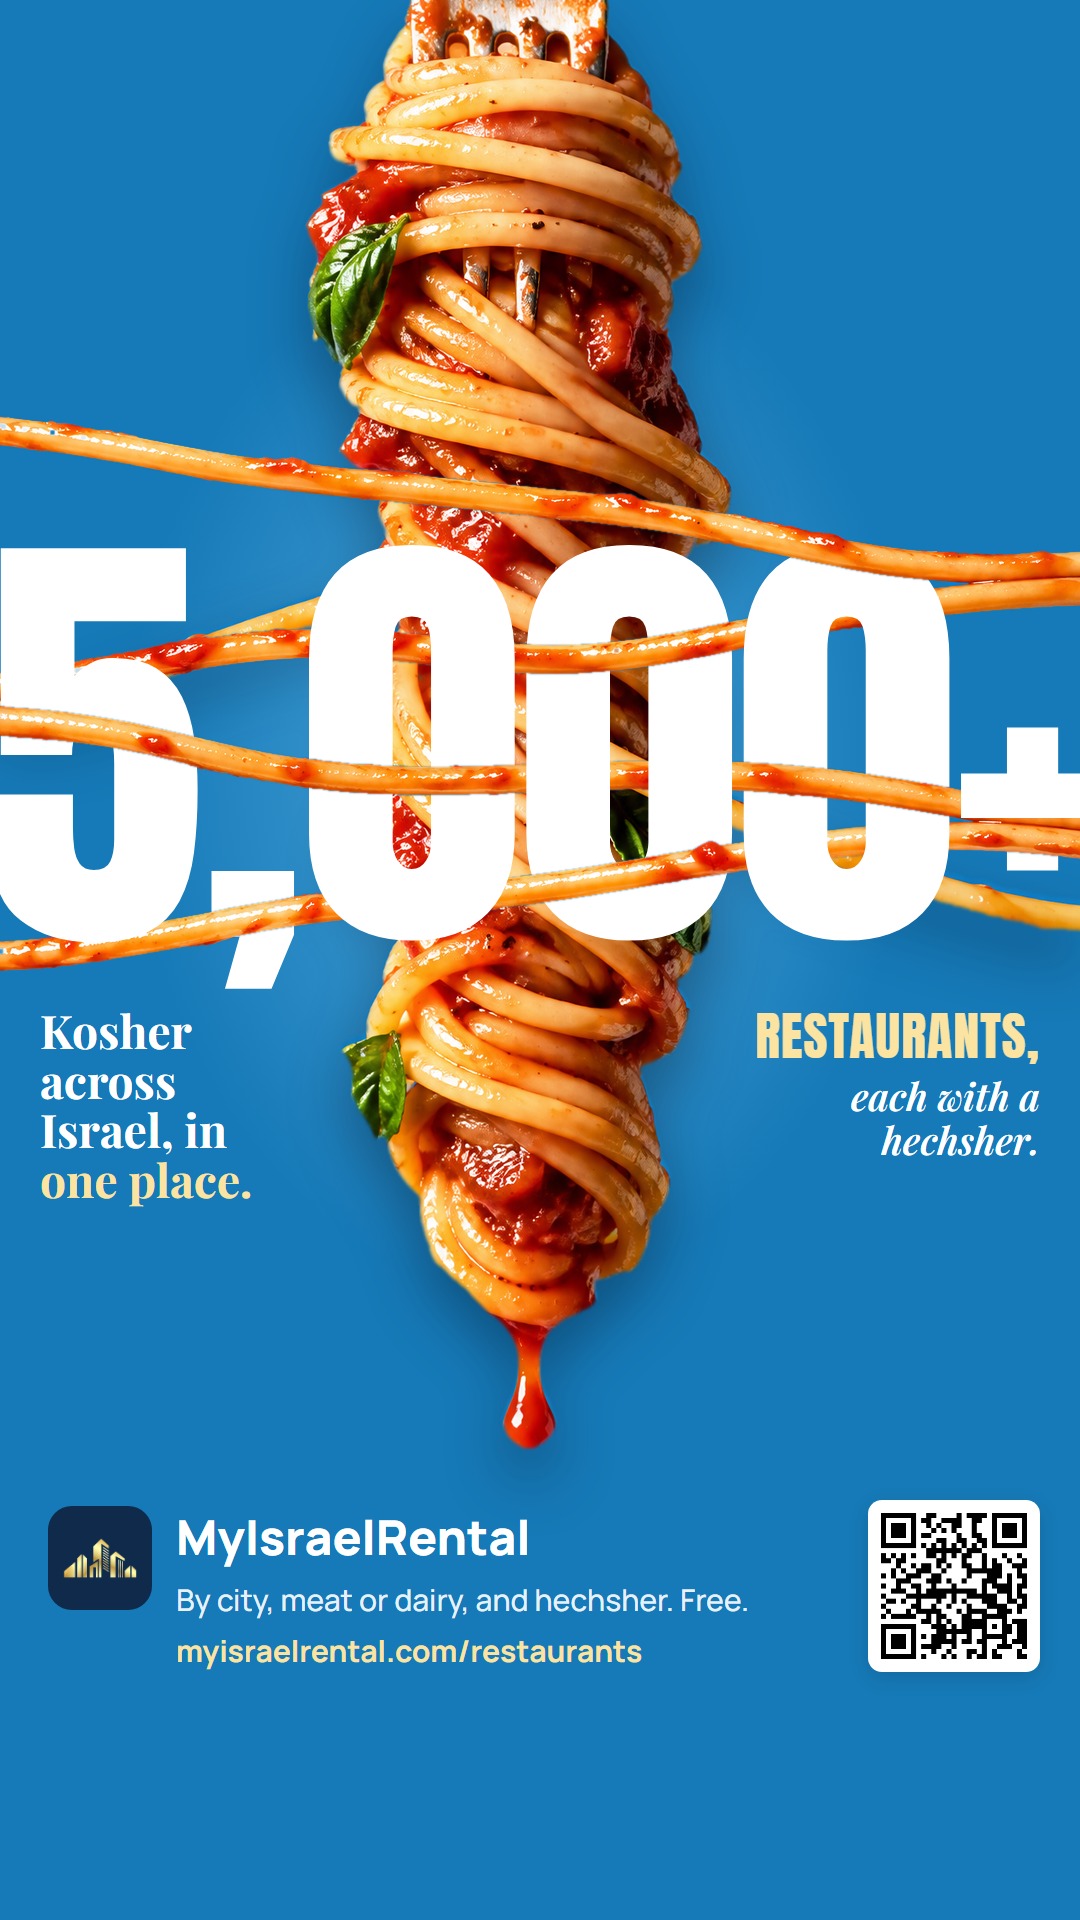 5,000+
Kosher
across
Israel, in
one place.
RESTAURANTS,
each with a
hechsher.
MyIsraelRental
By city, meat or dairy, and hechsher. Free.
myisraelrental.com/restaurants